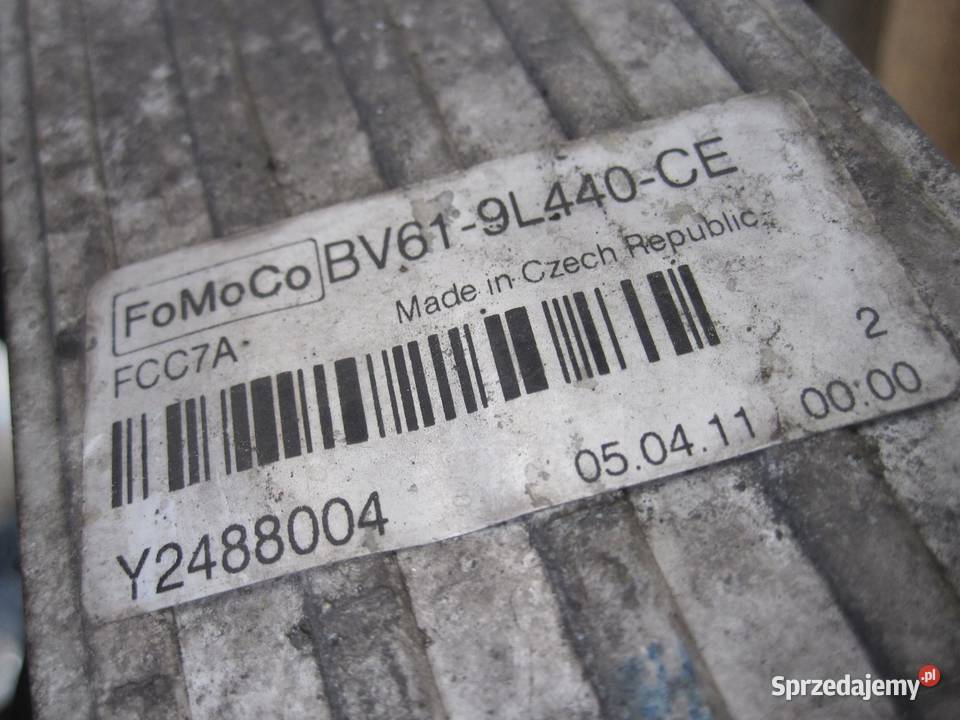 FoMoCo BV61-9L440-CE
FCC7A Made in Czech Republic
2
Y2488004 05.04.11 00:00
Sprzedajemy.pl